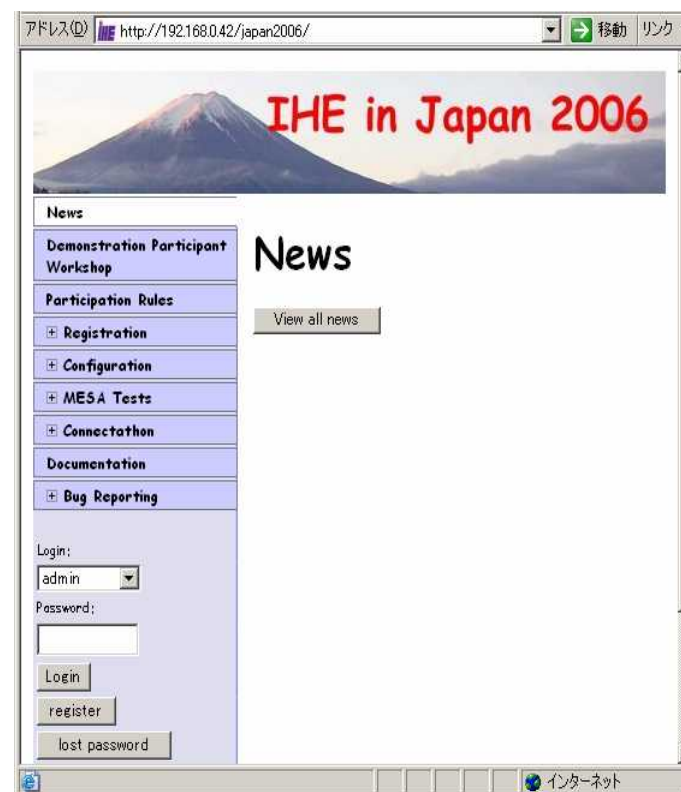 アドレス(D) http://192.168.0.42/japan2006/ 移動 リンク
IHE in Japan 2006
News
Demonstration Participant
Workshop
Participation Rules
Registration
Configuration
MESA Tests
Connectathon
Documentation
Bug Reporting
Login:
admin
Password:
Login
register
lost password
News
View all news
インターネット